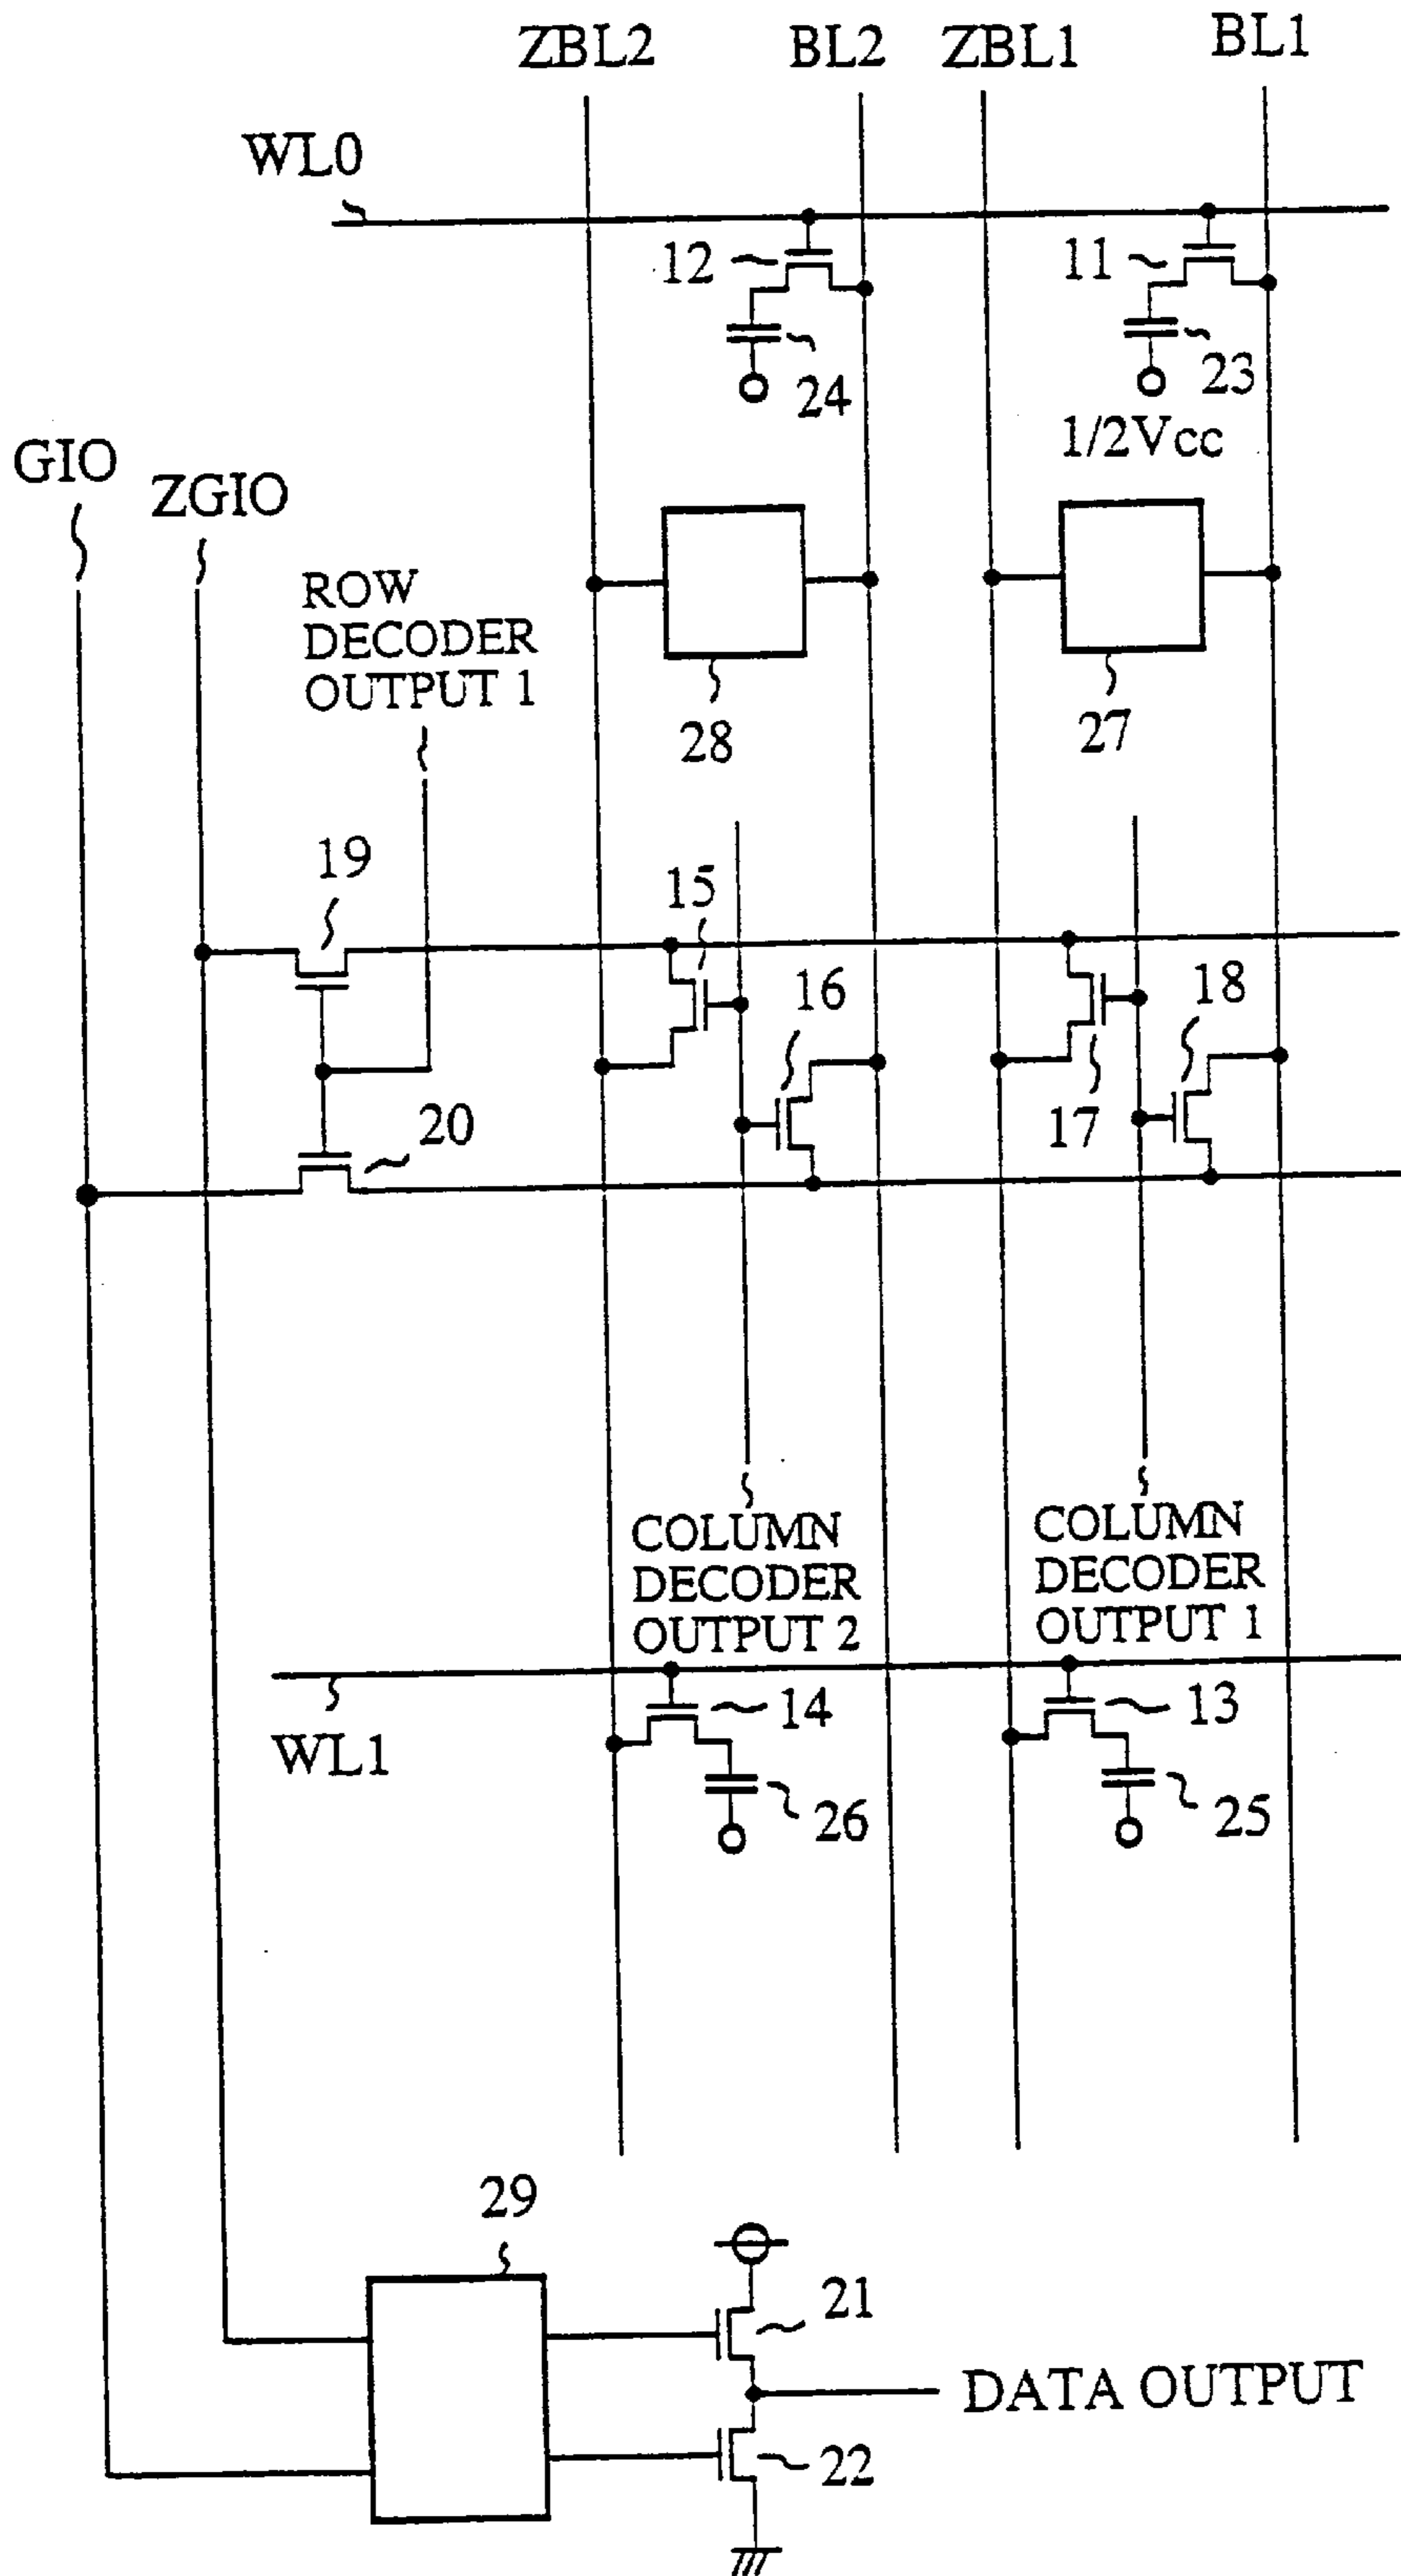 ZBL2 BL2 ZBL1 BL1
WL0
12
11
24
23
1/2Vcc
GIO
ZGIO
ROW
DECODER
OUTPUT 1
28
27
19
15
16
18
20
17
COLUMN
DECODER
OUTPUT 2
COLUMN
DECODER
OUTPUT 1
WL1
14
13
26
25
29
21
DATA OUTPUT
22